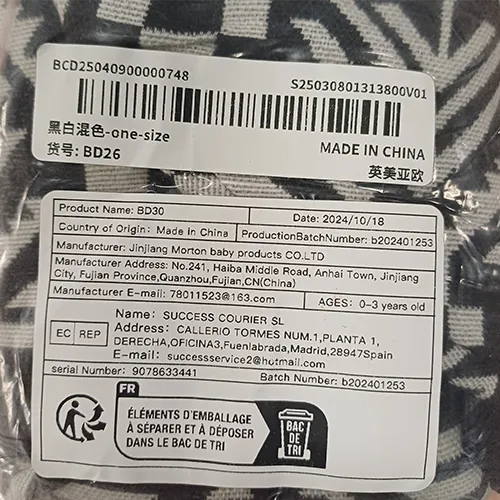 BCD25040900000748
S25030801313800V01
黑白混色-one-size
MADE IN CHINA
货号: BD26
英美亚欧
Product Name: BD30
Date: 2024/10/18
Country of Origin: Made in China
ProductionBatchNumber: b202401253
Manufacturer: Jinjiang Morton baby products CO.LTD
Manufacturer Address: No.241, Haiba Middle Road, Anhai Town, Jinjiang
City, Fujian Province,Quanzhou,Fujian,CN(China)
Manufacturer E-mail: 78011523@163.com
AGES: 0-3 years old
EC REP
Name: SUCCESS COURIER SL
Address: CALLERIO TORMES NUM.1,PLANTA 1,
DERECHA,OFICINA3,Fuenlabrada,Madrid,28947Spain
E-mail: successservice2@hotmail.com
serial Number: 9078633441
Batch Number: b202401253
FR
ÉLÉMENTS D'EMBALLAGE
À SÉPARER ET À DÉPOSER
DANS LE BAC DE TRI
BAC
DE
TRI